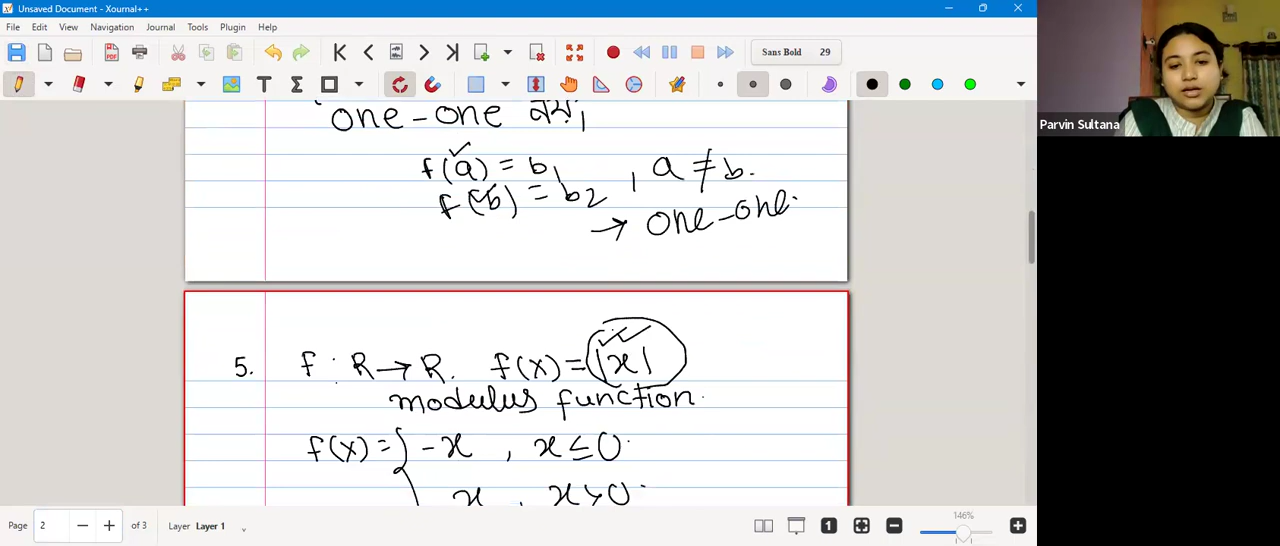 Unsaved Document - Xournal++
File Edit View Navigation Journal Tools Plugin Help
Sans Bold 29
Parvin Sultana
one-one নয়।
f(a) = b1 , a ≠ b.
f(b) = b2
→ one-one.
5. f : R → R. f(x) = |x|
modulus function.
f(x) = { -x , x ≤ 0.
x , x > 0.
Page 2 of 3 Layer Layer 1 146%